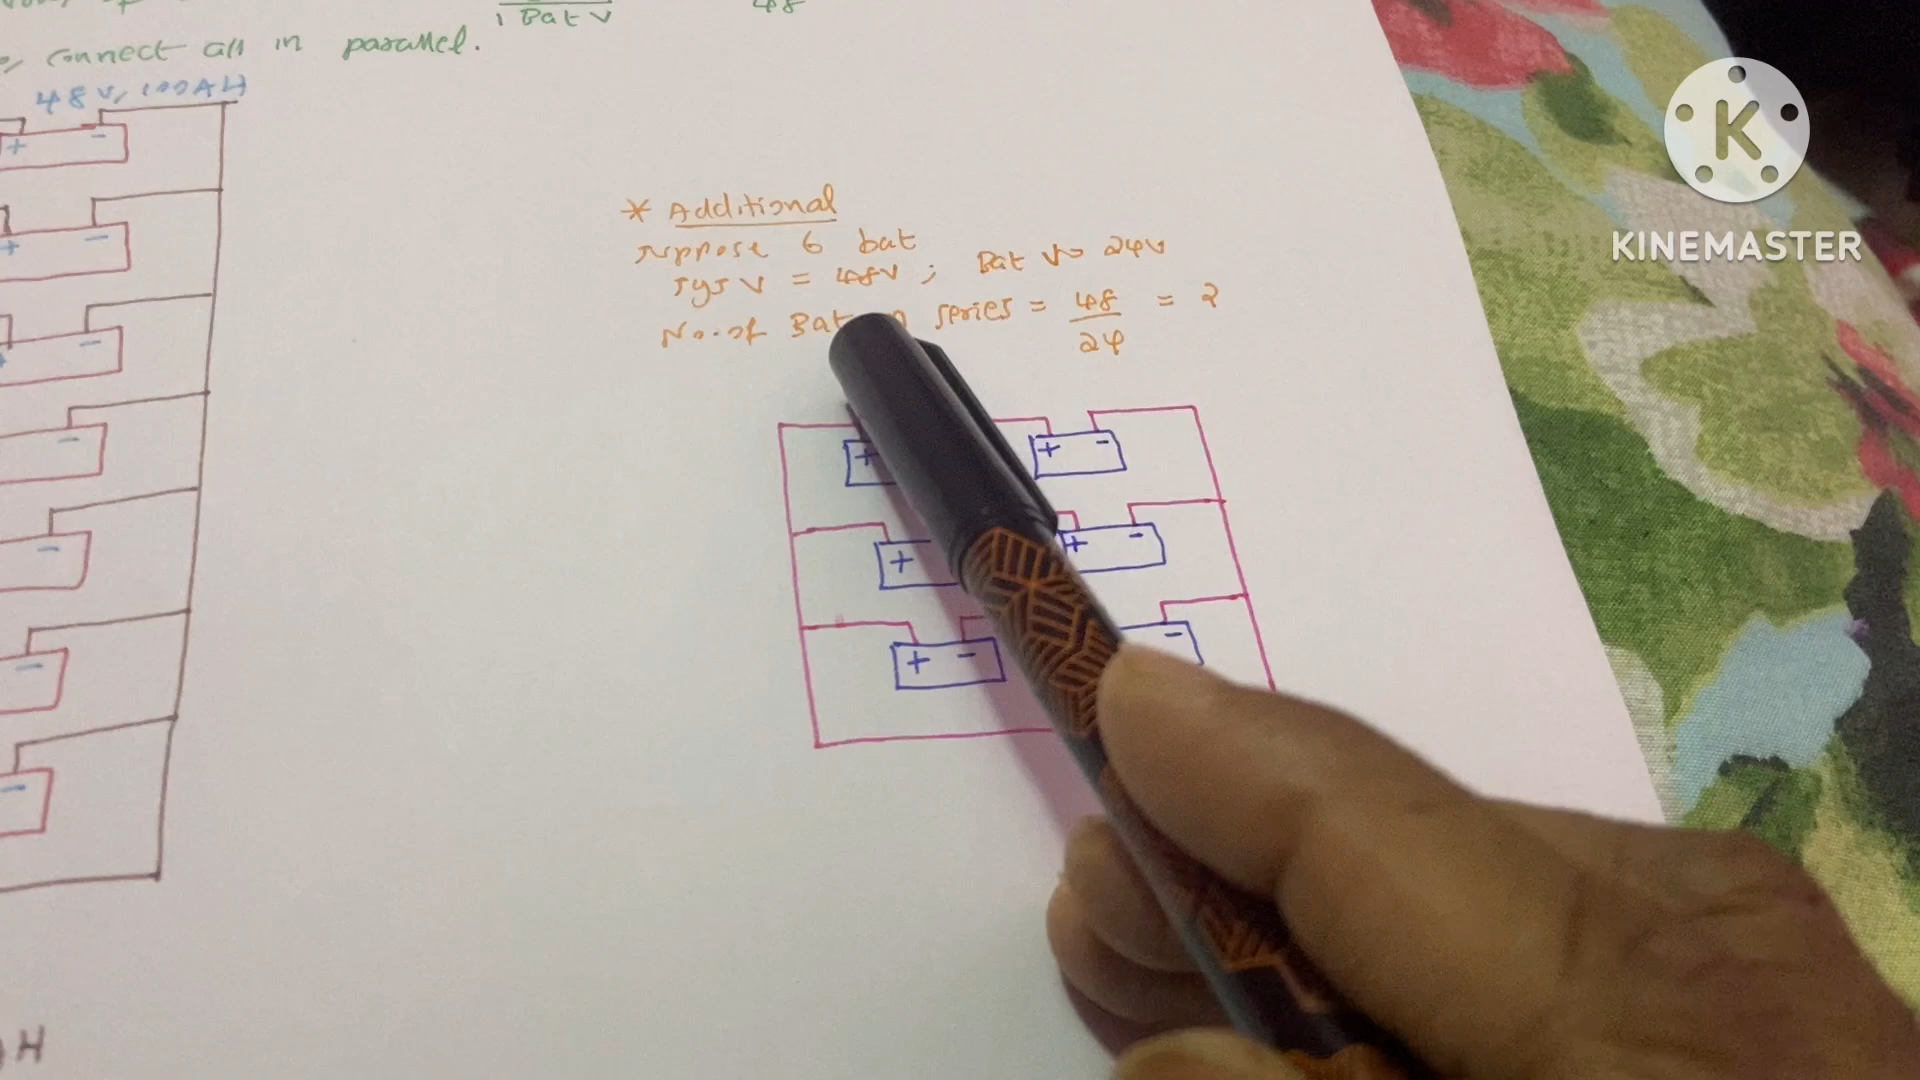 1 Bat V
48
connect all in parallel.
48V, 100AH
+ -
+ -
+ -
-
-
-
-
* Additional
suppose 6 bat
sys V = 48V ; Bat V → 24V
No. of Bat series = 48/24 = 2
+ + -
+ + -
+ - -
H
K
KINEMASTER